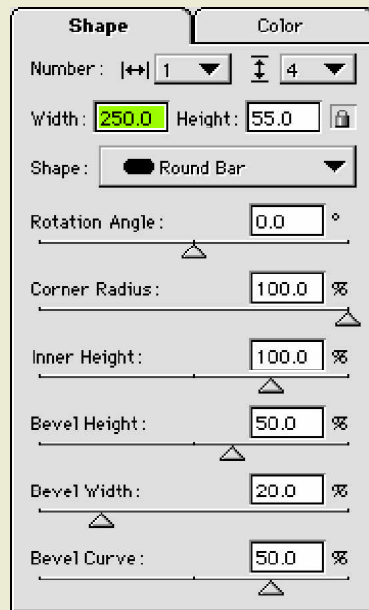 Shape Color
Number: 1 4
Width: 250.0 Height: 55.0
Shape: Round Bar
Rotation Angle: 0.0 °
Corner Radius: 100.0 %
Inner Height: 100.0 %
Bevel Height: 50.0 %
Bevel Width: 20.0 %
Bevel Curve: 50.0 %